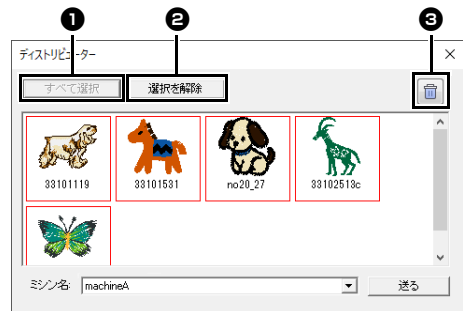 ❶ ❷ ❸
ディストリビューター ×
すべて選択 選択を解除
33101119 33101531 no20_27 33102513c
ミシン名: machineA 送る